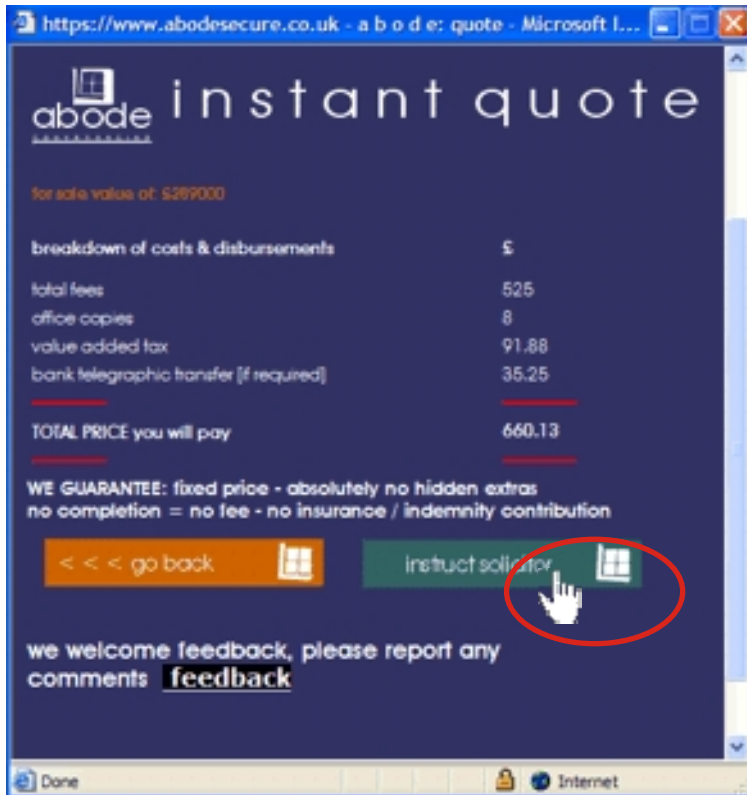 https://www.abodesecure.co.uk - a b o d e: quote - Microsoft I...
abode instant quote
for sale value of: £289000
breakdown of costs & disbursements £
total fees 525
office copies 8
value added tax 91.88
bank telegraphic transfer [if required] 35.25
TOTAL PRICE you will pay 660.13
WE GUARANTEE: fixed price - absolutely no hidden extras
no completion = no fee - no insurance / indemnity contribution
< < < go back instruct solicitor
we welcome feedback, please report any
comments feedback
Done Internet